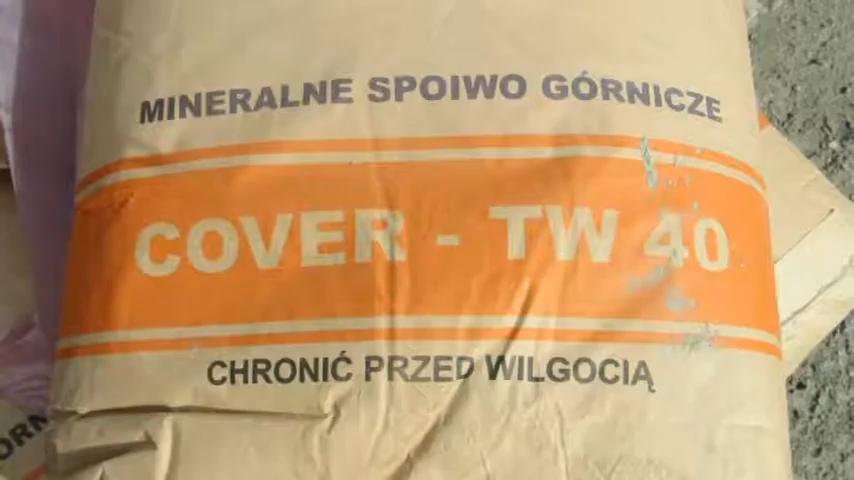 MINERALNE SPOIWO GÓRNICZE
COVER - TW 40
CHRONIĆ PRZED WILGOCIĄ